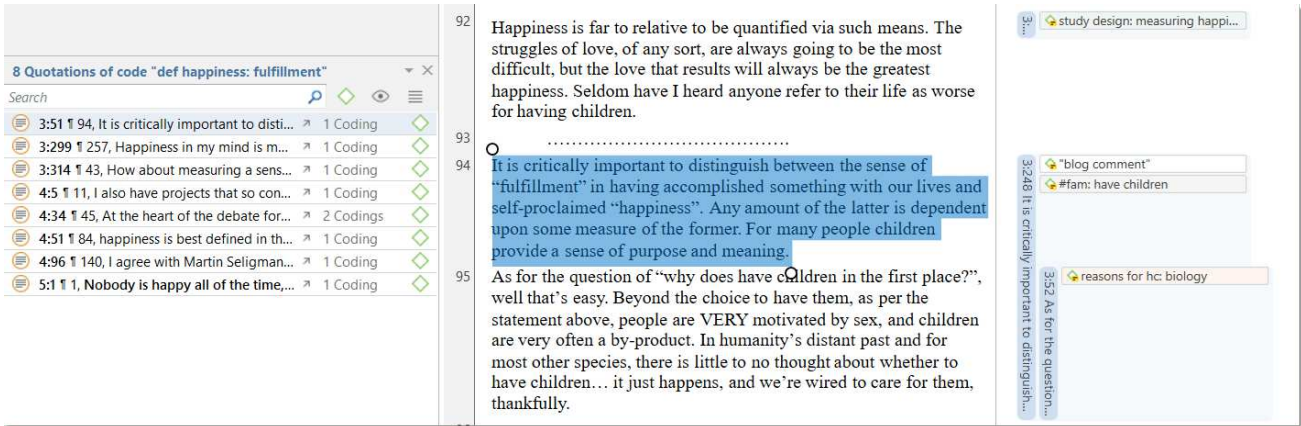 8 Quotations of code "def happiness: fulfillment"
Search
3:51 ¶ 94, It is critically important to disti... 1 Coding
3:299 ¶ 257, Happiness in my mind is m... 1 Coding
3:314 ¶ 43, How about measuring a sens... 1 Coding
4:5 ¶ 11, I also have projects that so con... 1 Coding
4:34 ¶ 45, At the heart of the debate for... 2 Codings
4:51 ¶ 84, happiness is best defined in th... 1 Coding
4:96 ¶ 140, I agree with Martin Seligman... 1 Coding
5:1 ¶ 1, Nobody is happy all of the time,... 1 Coding
92
Happiness is far to relative to be quantified via such means. The
struggles of love, of any sort, are always going to be the most
difficult, but the love that results will always be the greatest
happiness. Seldom have I heard anyone refer to their life as worse
for having children.
93
......................................
94
It is critically important to distinguish between the sense of
“fulfillment” in having accomplished something with our lives and
self-proclaimed “happiness”. Any amount of the latter is dependent
upon some measure of the former. For many people children
provide a sense of purpose and meaning.
95
As for the question of “why does have children in the first place?”,
well that’s easy. Beyond the choice to have them, as per the
statement above, people are VERY motivated by sex, and children
are very often a by-product. In humanity’s distant past and for
most other species, there is little to no thought about whether to
have children… it just happens, and we’re wired to care for them,
thankfully.
3:...
study design: measuring happi...
3:248 It is critically important to distinguish...
"blog comment"
#fam: have children
3:52 As for the question...
reasons for hc: biology